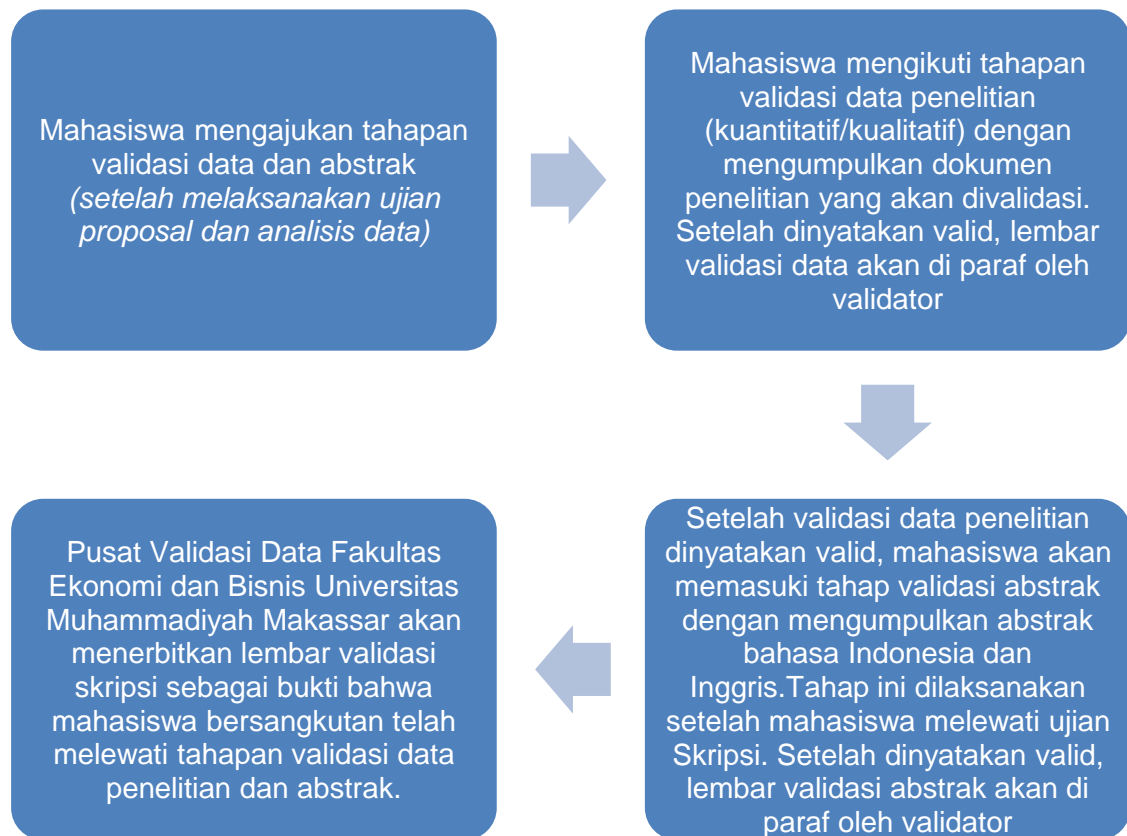 Mahasiswa mengajukan tahapan
validasi data dan abstrak
(setelah melaksanakan ujian
proposal dan analisis data)
Mahasiswa mengikuti tahapan
validasi data penelitian
(kuantitatif/kualitatif) dengan
mengumpulkan dokumen
penelitian yang akan divalidasi.
Setelah dinyatakan valid, lembar
validasi data akan di paraf oleh
validator
Setelah validasi data penelitian
dinyatakan valid, mahasiswa akan
memasuki tahap validasi abstrak
dengan mengumpulkan abstrak
bahasa Indonesia dan
Inggris.Tahap ini dilaksanakan
setelah mahasiswa melewati ujian
Skripsi. Setelah dinyatakan valid,
lembar validasi abstrak akan di
paraf oleh validator
Pusat Validasi Data Fakultas
Ekonomi dan Bisnis Universitas
Muhammadiyah Makassar akan
menerbitkan lembar validasi
skripsi sebagai bukti bahwa
mahasiswa bersangkutan telah
melewati tahapan validasi data
penelitian dan abstrak.